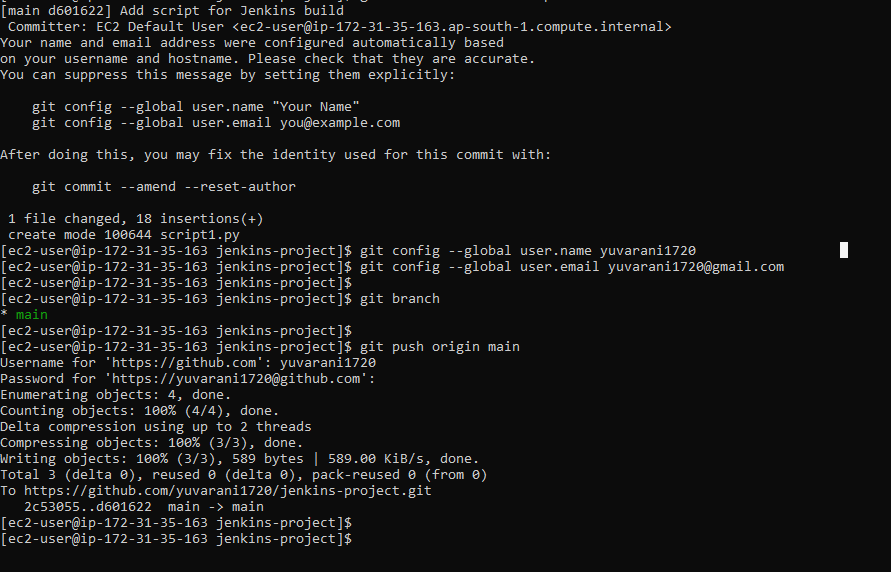 [main d601622] Add script for Jenkins build
 Committer: EC2 Default User <ec2-user@ip-172-31-35-163.ap-south-1.compute.internal>
Your name and email address were configured automatically based
on your username and hostname. Please check that they are accurate.
You can suppress this message by setting them explicitly:

    git config --global user.name "Your Name"
    git config --global user.email you@example.com

After doing this, you may fix the identity used for this commit with:

    git commit --amend --reset-author

 1 file changed, 18 insertions(+)
 create mode 100644 script1.py
[ec2-user@ip-172-31-35-163 jenkins-project]$ git config --global user.name yuvarani1720
[ec2-user@ip-172-31-35-163 jenkins-project]$ git config --global user.email yuvarani1720@gmail.com
[ec2-user@ip-172-31-35-163 jenkins-project]$
[ec2-user@ip-172-31-35-163 jenkins-project]$ git branch
* main
[ec2-user@ip-172-31-35-163 jenkins-project]$
[ec2-user@ip-172-31-35-163 jenkins-project]$ git push origin main
Username for 'https://github.com': yuvarani1720
Password for 'https://yuvarani1720@github.com':
Enumerating objects: 4, done.
Counting objects: 100% (4/4), done.
Delta compression using up to 2 threads
Compressing objects: 100% (3/3), done.
Writing objects: 100% (3/3), 589 bytes | 589.00 KiB/s, done.
Total 3 (delta 0), reused 0 (delta 0), pack-reused 0 (from 0)
To https://github.com/yuvarani1720/jenkins-project.git
   2c53055..d601622  main -> main
[ec2-user@ip-172-31-35-163 jenkins-project]$
[ec2-user@ip-172-31-35-163 jenkins-project]$